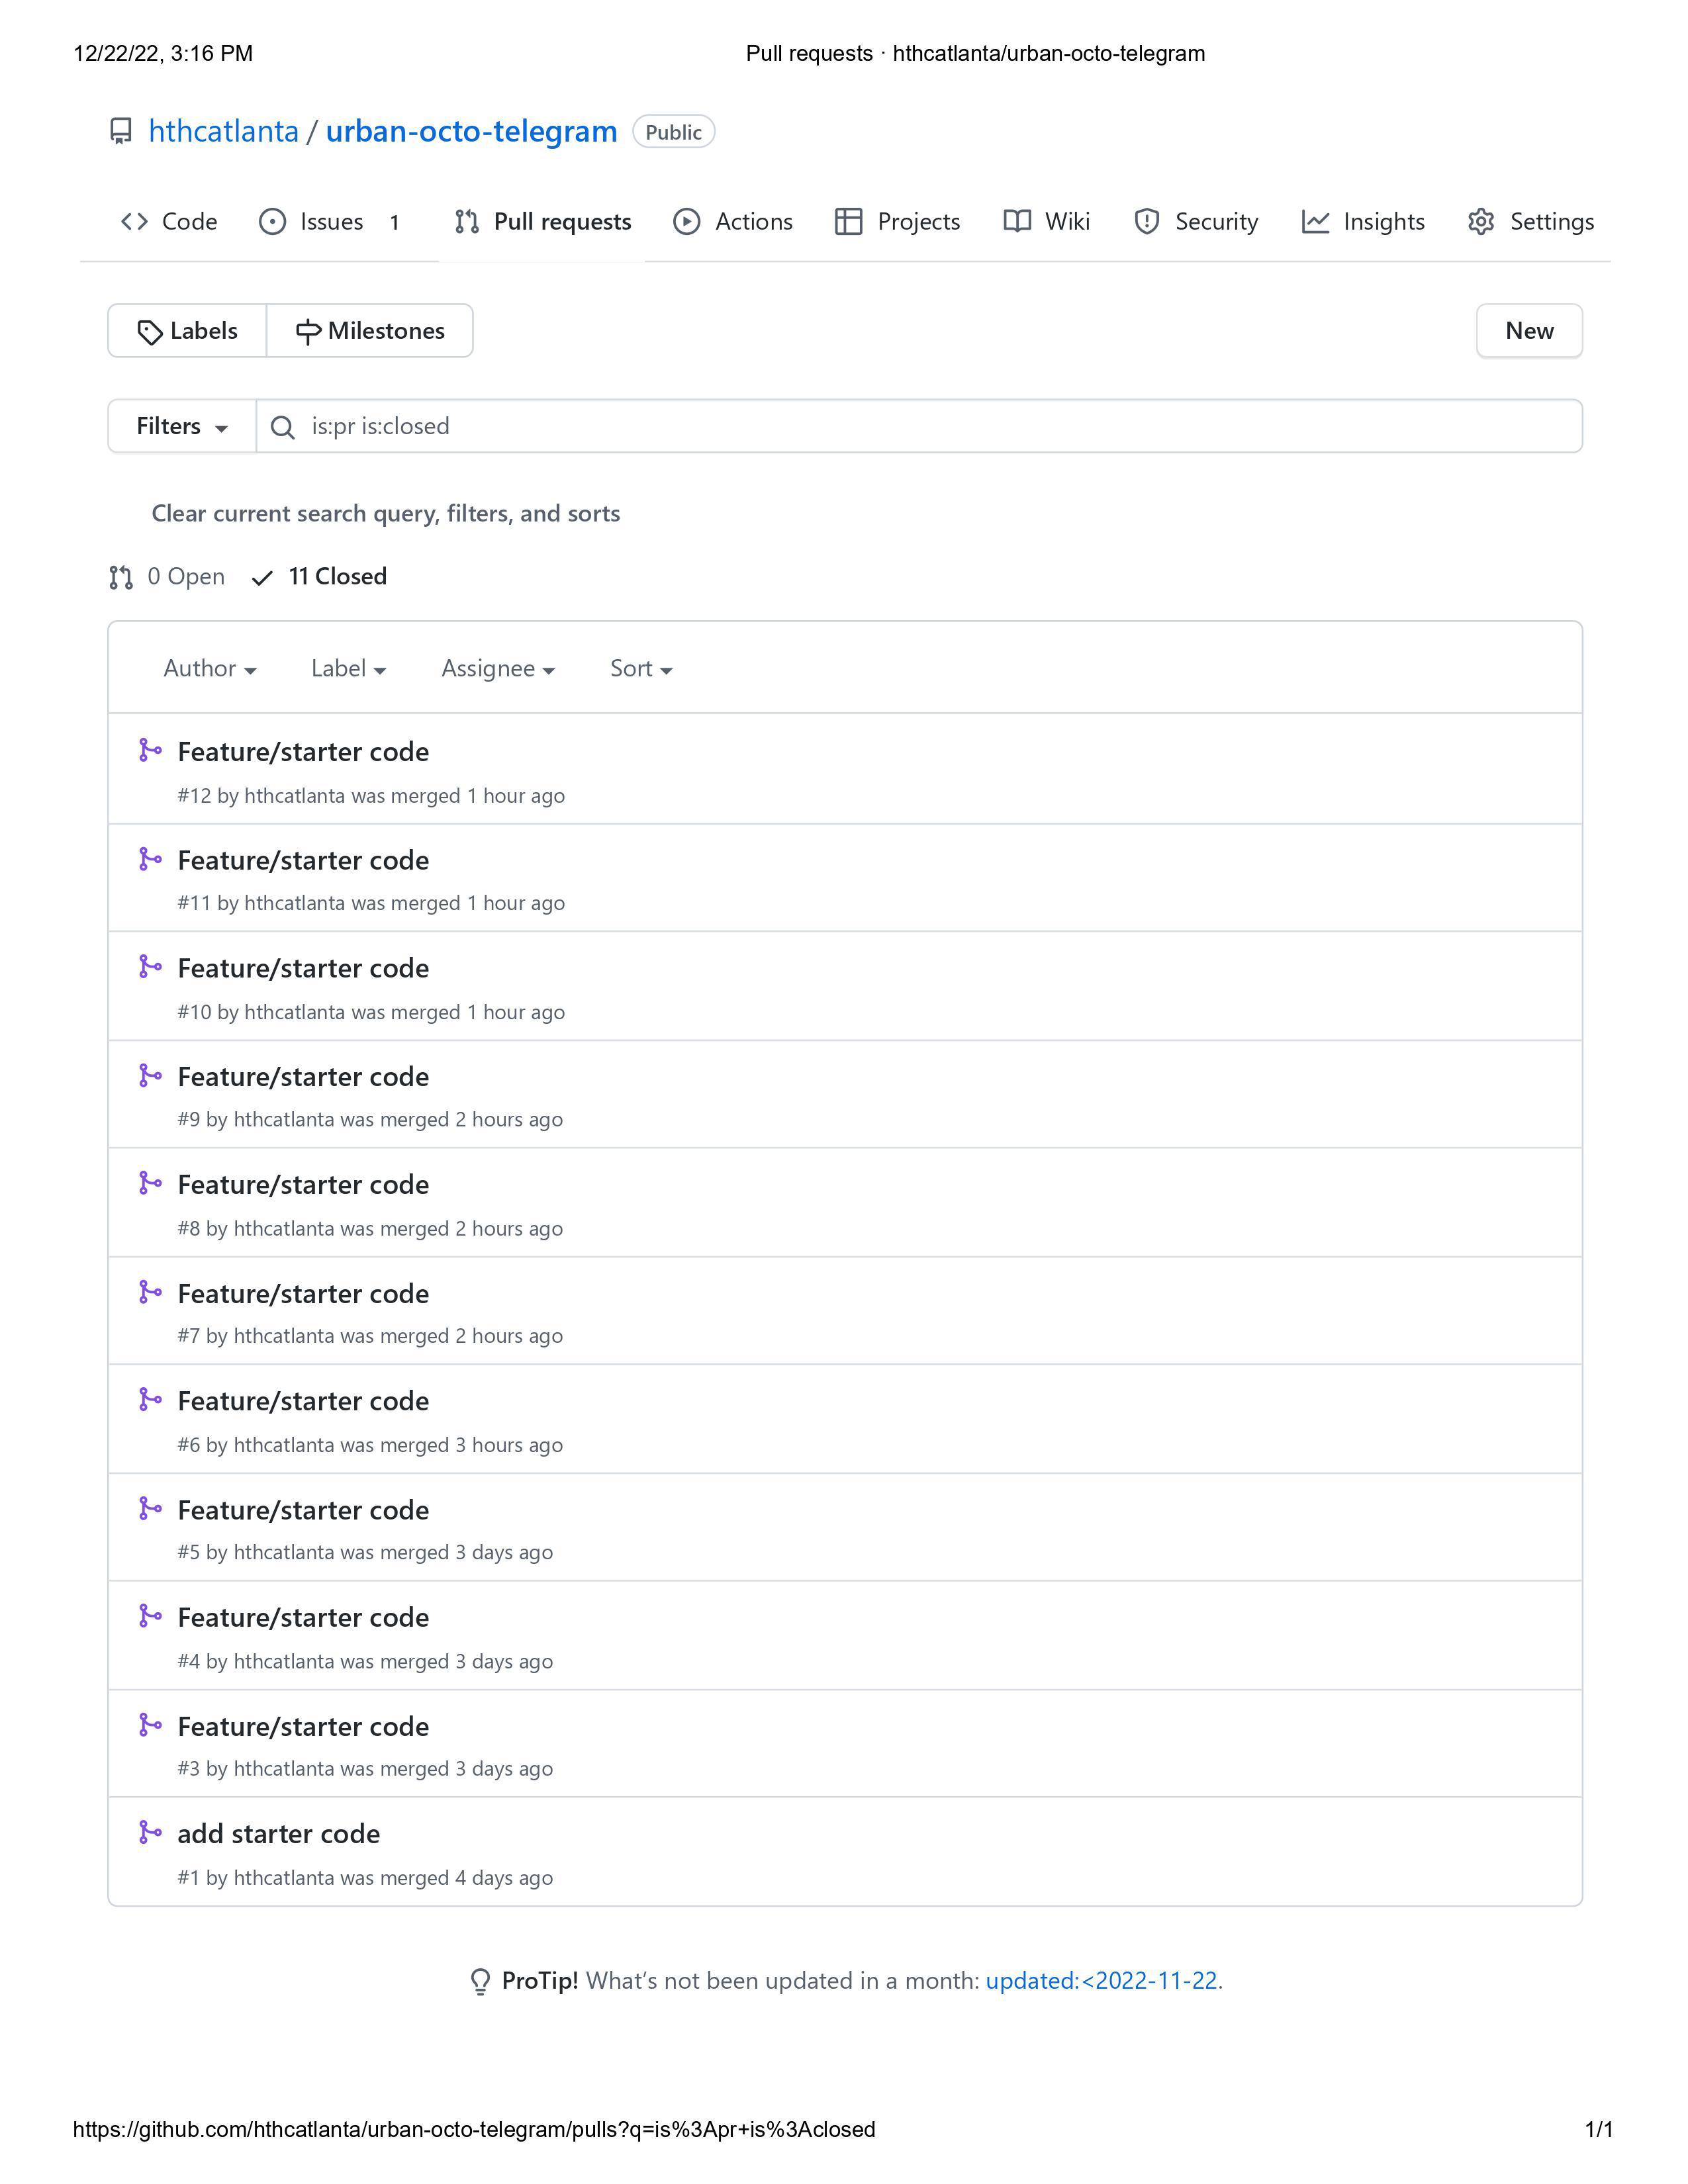 12/22/22, 3:16 PM Pull requests · hthcatlanta/urban-octo-telegram
hthcatlanta / urban-octo-telegram Public
Code Issues 1 Pull requests Actions Projects Wiki Security Insights Settings
Labels Milestones New
Filters is:pr is:closed
Clear current search query, filters, and sorts
0 Open 11 Closed
Author Label Assignee Sort
Feature/starter code
#12 by hthcatlanta was merged 1 hour ago
Feature/starter code
#11 by hthcatlanta was merged 1 hour ago
Feature/starter code
#10 by hthcatlanta was merged 1 hour ago
Feature/starter code
#9 by hthcatlanta was merged 2 hours ago
Feature/starter code
#8 by hthcatlanta was merged 2 hours ago
Feature/starter code
#7 by hthcatlanta was merged 2 hours ago
Feature/starter code
#6 by hthcatlanta was merged 3 hours ago
Feature/starter code
#5 by hthcatlanta was merged 3 days ago
Feature/starter code
#4 by hthcatlanta was merged 3 days ago
Feature/starter code
#3 by hthcatlanta was merged 3 days ago
add starter code
#1 by hthcatlanta was merged 4 days ago
ProTip! What's not been updated in a month: updated:<2022-11-22.
https://github.com/hthcatlanta/urban-octo-telegram/pulls?q=is%3Apr+is%3Aclosed 1/1